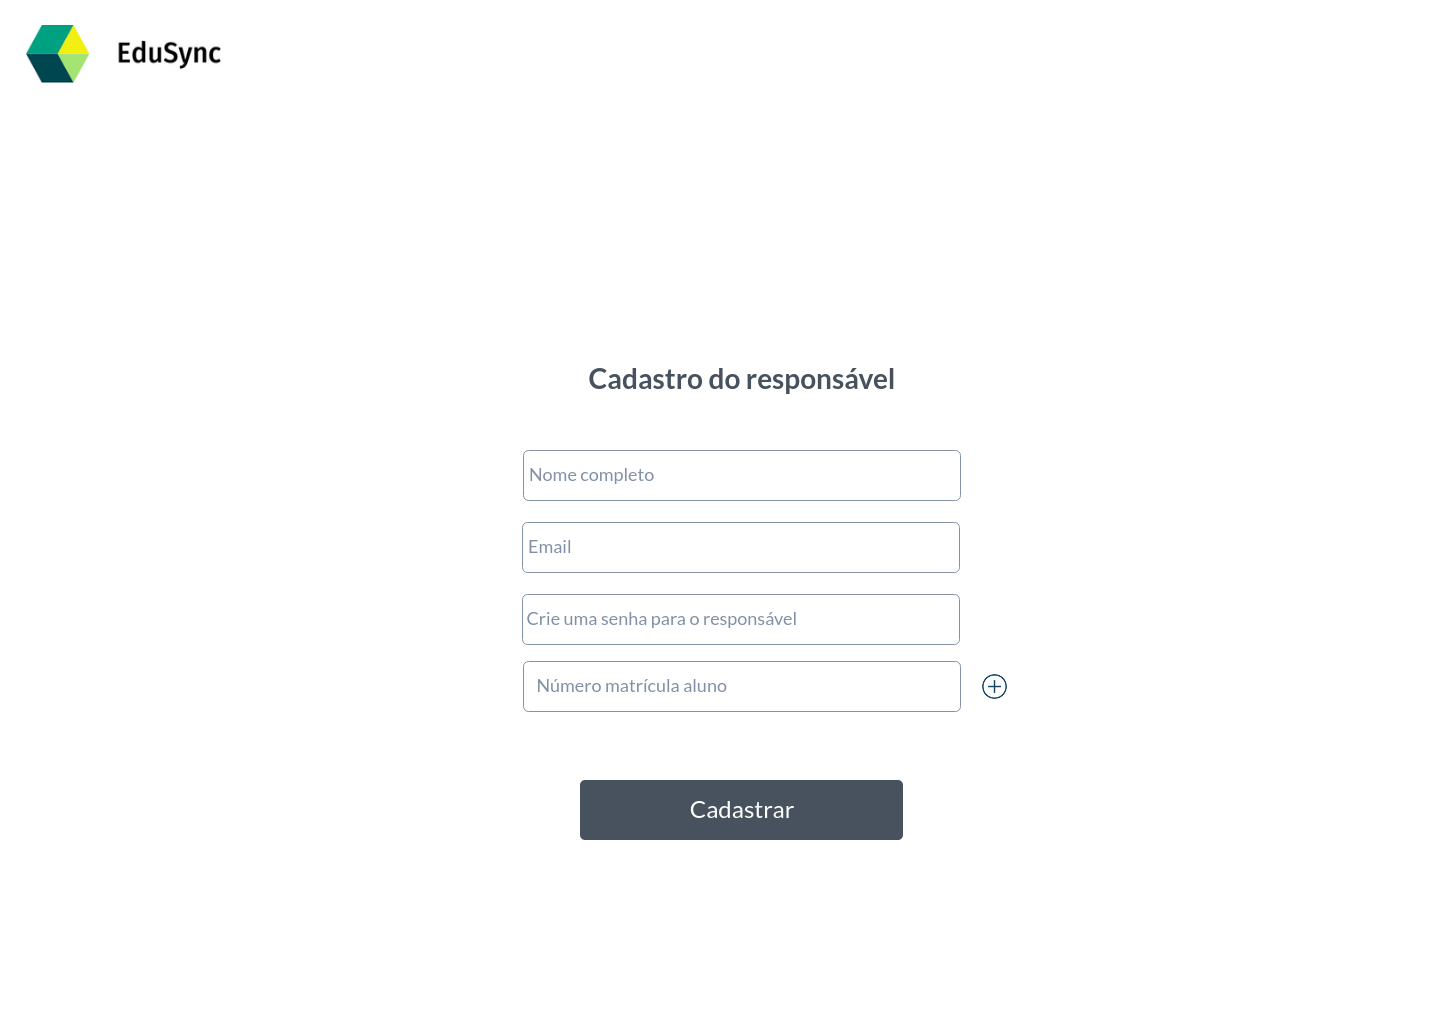 EduSync
Cadastro do responsável
Nome completo
Email
Crie uma senha para o responsável
Número matrícula aluno
Cadastrar